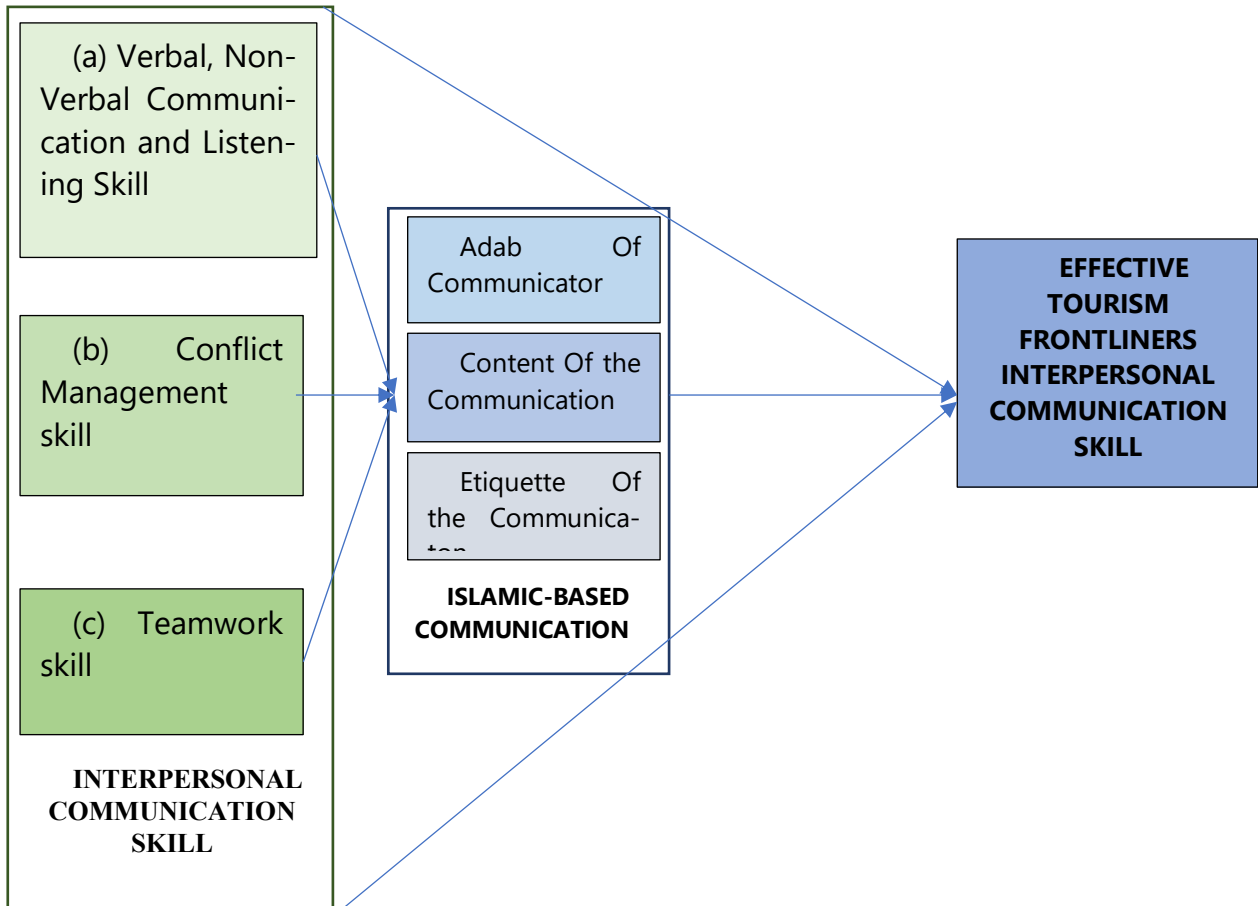 (a) Verbal, Non-
Verbal Communi-
cation and Listen-
ing Skill
(b) Conflict
Management
skill
(c) Teamwork
skill
INTERPERSONAL
COMMUNICATION
SKILL
Adab Of
Communicator
Content Of the
Communication
Etiquette Of
the Communica-
ISLAMIC-BASED
COMMUNICATION
EFFECTIVE
TOURISM
FRONTLINERS
INTERPERSONAL
COMMUNICATION
SKILL